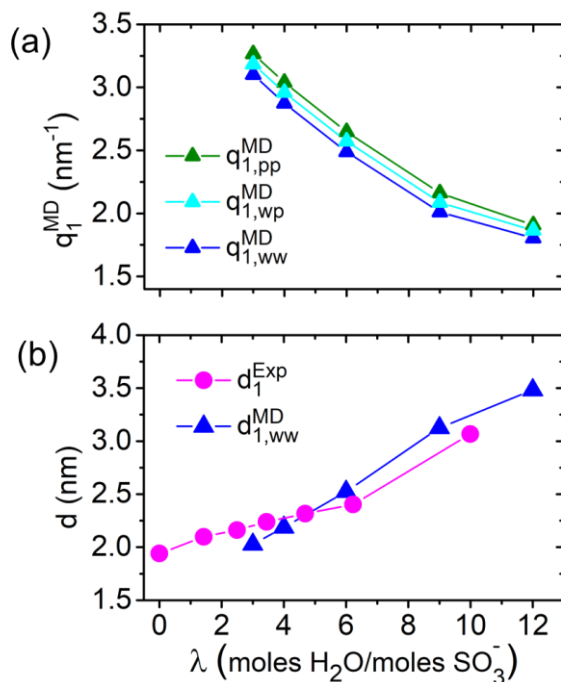 (a)
3.5
3.0
2.5
2.0
1.5
q₁ᴹᴰ (nm⁻¹)
q₁,ₚₚᴹᴰ
q₁,wpᴹᴰ
q₁,wwᴹᴰ
(b)
4.0
3.5
3.0
2.5
2.0
1.5
d (nm)
d₁ᴱˣᵖ
d₁,wwᴹᴰ
0 2 4 6 8 10 12
λ (moles H₂O/moles SO₃⁻)